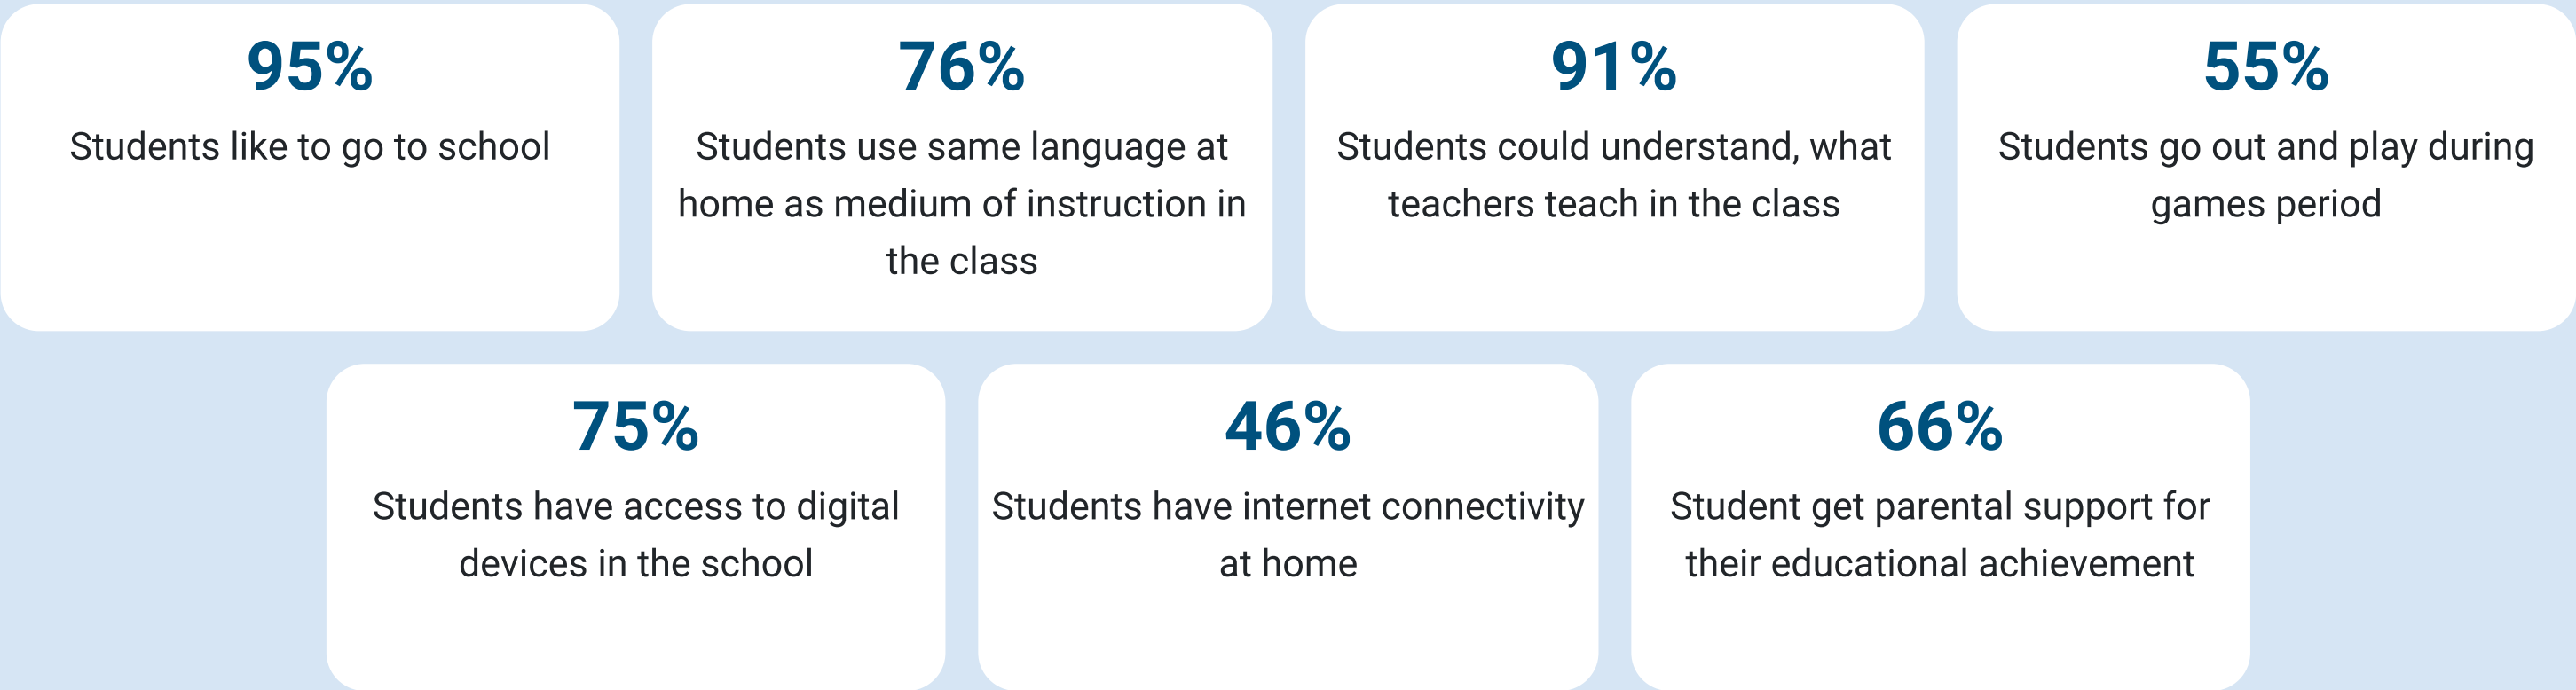 95%
Students like to go to school
76%
Students use same language at
home as medium of instruction in
the class
91%
Students could understand, what
teachers teach in the class
55%
Students go out and play during
games period
75%
Students have access to digital
devices in the school
46%
Students have internet connectivity
at home
66%
Student get parental support for
their educational achievement